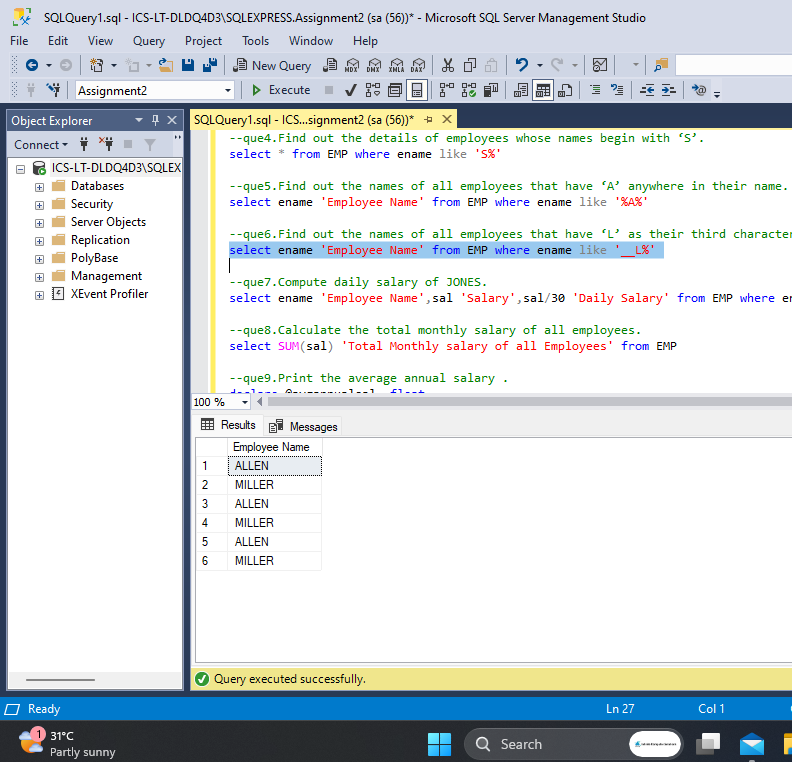 SQLQuery1.sql - ICS-LT-DLDQ4D3\SQLEXPRESS.Assignment2 (sa (56))* - Microsoft SQL Server Management Studio
File Edit View Query Project Tools Window Help
New Query MDX DMX XMLA DAX
Assignment2 Execute
Object Explorer
SQLQuery1.sql - ICS...signment2 (sa (56))*
Connect
ICS-LT-DLDQ4D3\SQLEX
Databases
Security
Server Objects
Replication
PolyBase
Management
XEvent Profiler
--que4.Find out the details of employees whose names begin with ‘S’.
select * from EMP where ename like 'S%'
--que5.Find out the names of all employees that have ‘A’ anywhere in their name.
select ename 'Employee Name' from EMP where ename like '%A%'
--que6.Find out the names of all employees that have ‘L’ as their third character
select ename 'Employee Name' from EMP where ename like '__L%'
--que7.Compute daily salary of JONES.
select ename 'Employee Name',sal 'Salary',sal/30 'Daily Salary' from EMP where en
--que8.Calculate the total monthly salary of all employees.
select SUM(sal) 'Total Monthly salary of all Employees' from EMP
--que9.Print the average annual salary .
100 %
Results Messages
Employee Name
1 ALLEN
2 MILLER
3 ALLEN
4 MILLER
5 ALLEN
6 MILLER
Query executed successfully.
Ready Ln 27 Col 1
1
31°C
Partly sunny
Search